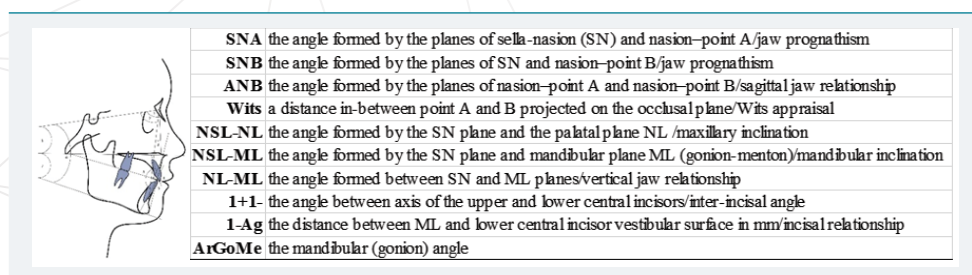 SNA the angle formed by the planes of sella-nasion (SN) and nasion–point A/jaw prognathism
SNB the angle formed by the planes of SN and nasion–point B/jaw prognathism
ANB the angle formed by the planes of nasion–point A and nasion–point B/sagittal jaw relationship
Wits a distance in-between point A and B projected on the occlusal plane/Wits appraisal
NSL-NL the angle formed by the SN plane and the palatal plane NL /maxillary inclination
NSL-ML the angle formed by the SN plane and mandibular plane ML (gonion-menton)/mandibular inclination
NL-ML the angle formed between SN and ML planes/vertical jaw relationship
1+1- the angle between axis of the upper and lower central incisors/inter-incisal angle
1-Ag the distance between ML and lower central incisor vestibular surface in mm/incisal relationship
ArGoMe the mandibular (gonion) angle